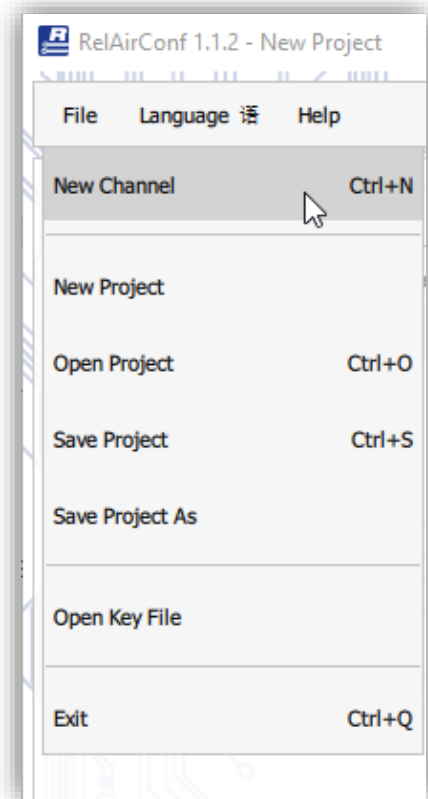 RelAirConf 1.1.2 - New Project
File Language 语 Help
New Channel Ctrl+N
New Project
Open Project Ctrl+O
Save Project Ctrl+S
Save Project As
Open Key File
Exit Ctrl+Q